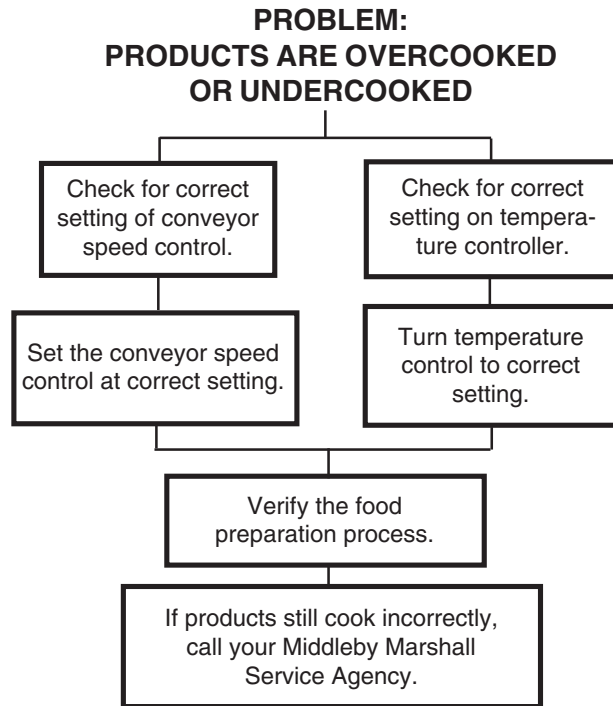 PROBLEM:
PRODUCTS ARE OVERCOOKED
OR UNDERCOOKED
Check for correct
setting of conveyor
speed control.
Check for correct
setting on tempera-
ture controller.
Set the conveyor speed
control at correct setting.
Turn temperature
control to correct
setting.
Verify the food
preparation process.
If products still cook incorrectly,
call your Middleby Marshall
Service Agency.